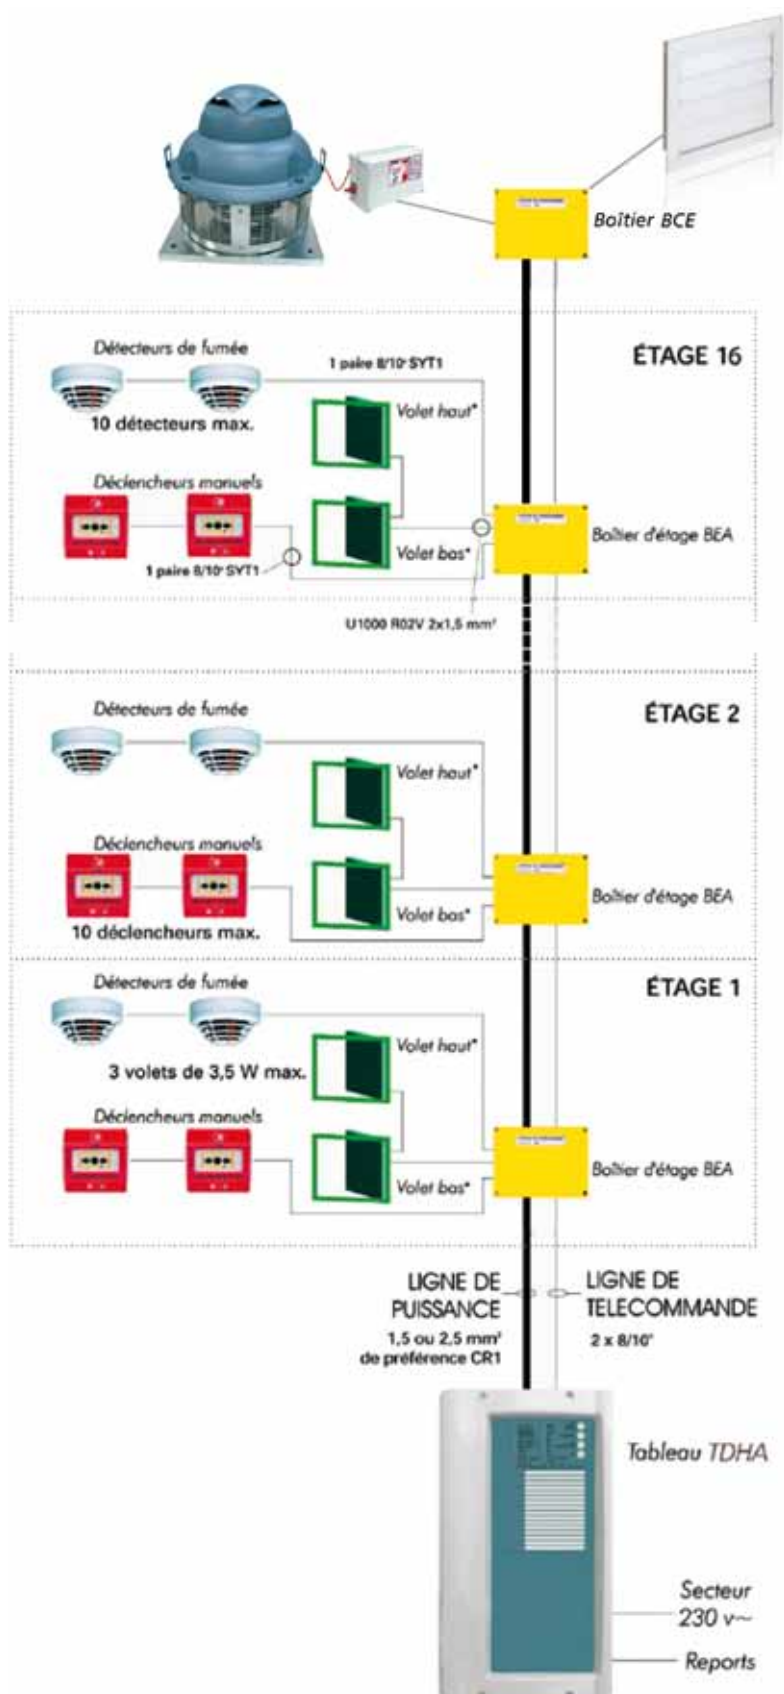 Boîtier BCE
Détecteurs de fumée
1 paire 8/10e SYT1
ÉTAGE 16
10 détecteurs max.
Volet haut*
Déclencheurs manuels
Volet bas*
Boîtier d'étage BEA
1 paire 8/10e SYT1
U1000 R02V 2x1,5 mm²
Détecteurs de fumée
ÉTAGE 2
Volet haut*
Déclencheurs manuels
Volet bas*
Boîtier d'étage BEA
10 déclencheurs max.
Détecteurs de fumée
ÉTAGE 1
Volet haut*
3 volets de 3,5 W max.
Déclencheurs manuels
Volet bas*
Boîtier d'étage BEA
LIGNE DE
PUISSANCE
1,5 ou 2,5 mm²
de préférence CR1
LIGNE DE
TELECOMMANDE
2 x 8/10e
Tableau TDHA
Secteur
230 v~
Reports